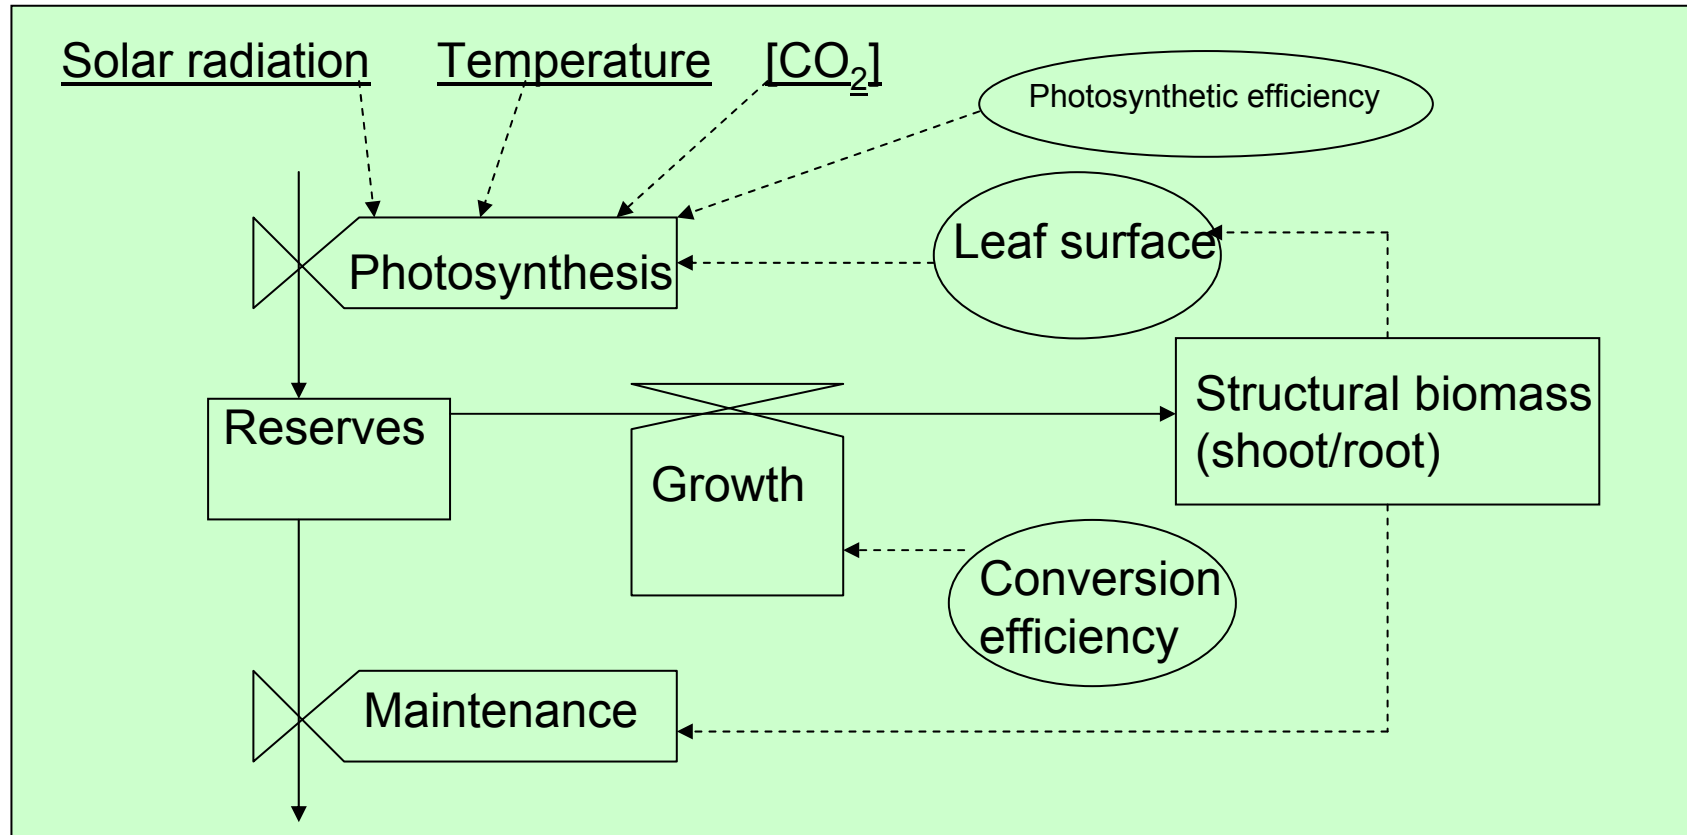 Solar radiation
Temperature
[CO₂]
Photosynthetic efficiency
Leaf surface
Photosynthesis
Structural biomass
(shoot/root)
Reserves
Growth
Conversion
efficiency
Maintenance